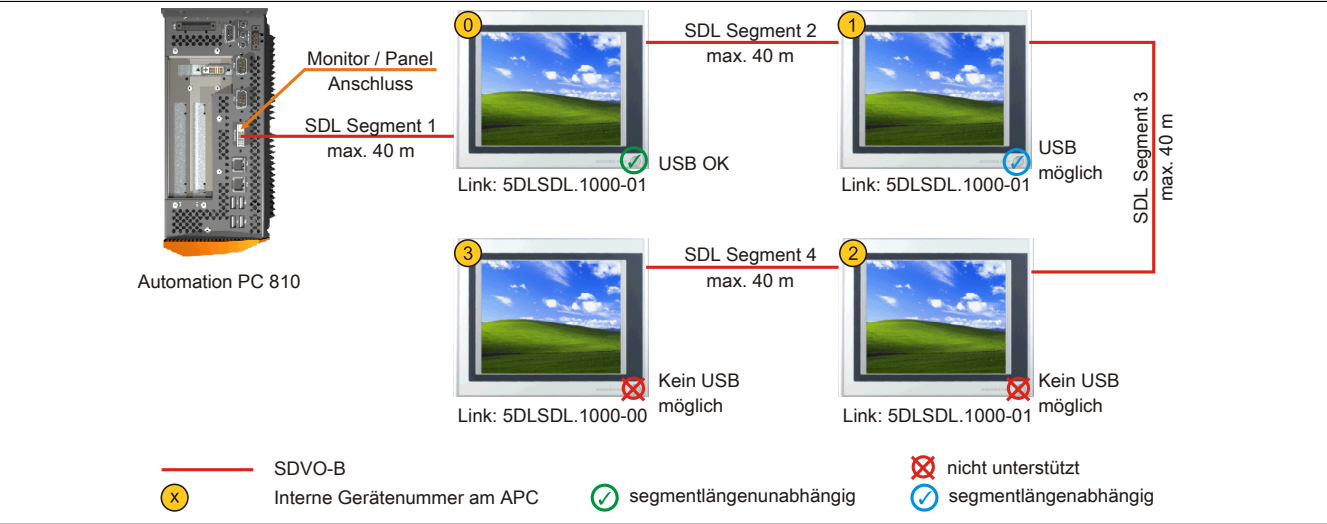 0
SDL Segment 2
max. 40 m
1
Monitor / Panel
Anschluss
SDL Segment 1
max. 40 m
SDL Segment 3
max. 40 m
USB OK
USB
möglich
Link: 5DLSDL.1000-01
Link: 5DLSDL.1000-01
3
SDL Segment 4
max. 40 m
2
Automation PC 810
Kein USB
möglich
Kein USB
möglich
Link: 5DLSDL.1000-00
Link: 5DLSDL.1000-01
SDVO-B
nicht unterstützt
x
Interne Gerätenummer am APC
segmentlängenunabhängig
segmentlängenabhängig